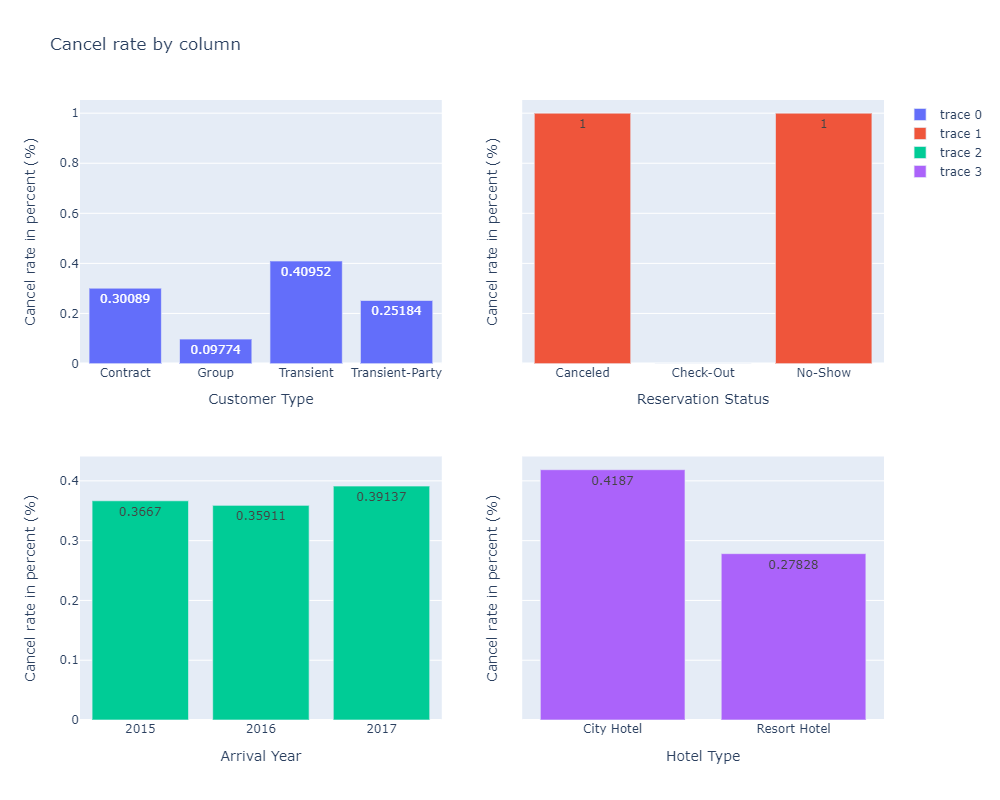 Cancel rate by column
Cancel rate in percent (%)
1
0.8
0.6
0.4
0.2
0
0.30089
0.09774
0.40952
0.25184
Contract Group Transient Transient-Party
Customer Type
Cancel rate in percent (%)
1
1
Canceled Check-Out No-Show
Reservation Status
trace 0
trace 1
trace 2
trace 3
Cancel rate in percent (%)
0.4
0.3
0.2
0.1
0
0.3667
0.35911
0.39137
2015 2016 2017
Arrival Year
Cancel rate in percent (%)
0.4187
0.27828
City Hotel Resort Hotel
Hotel Type